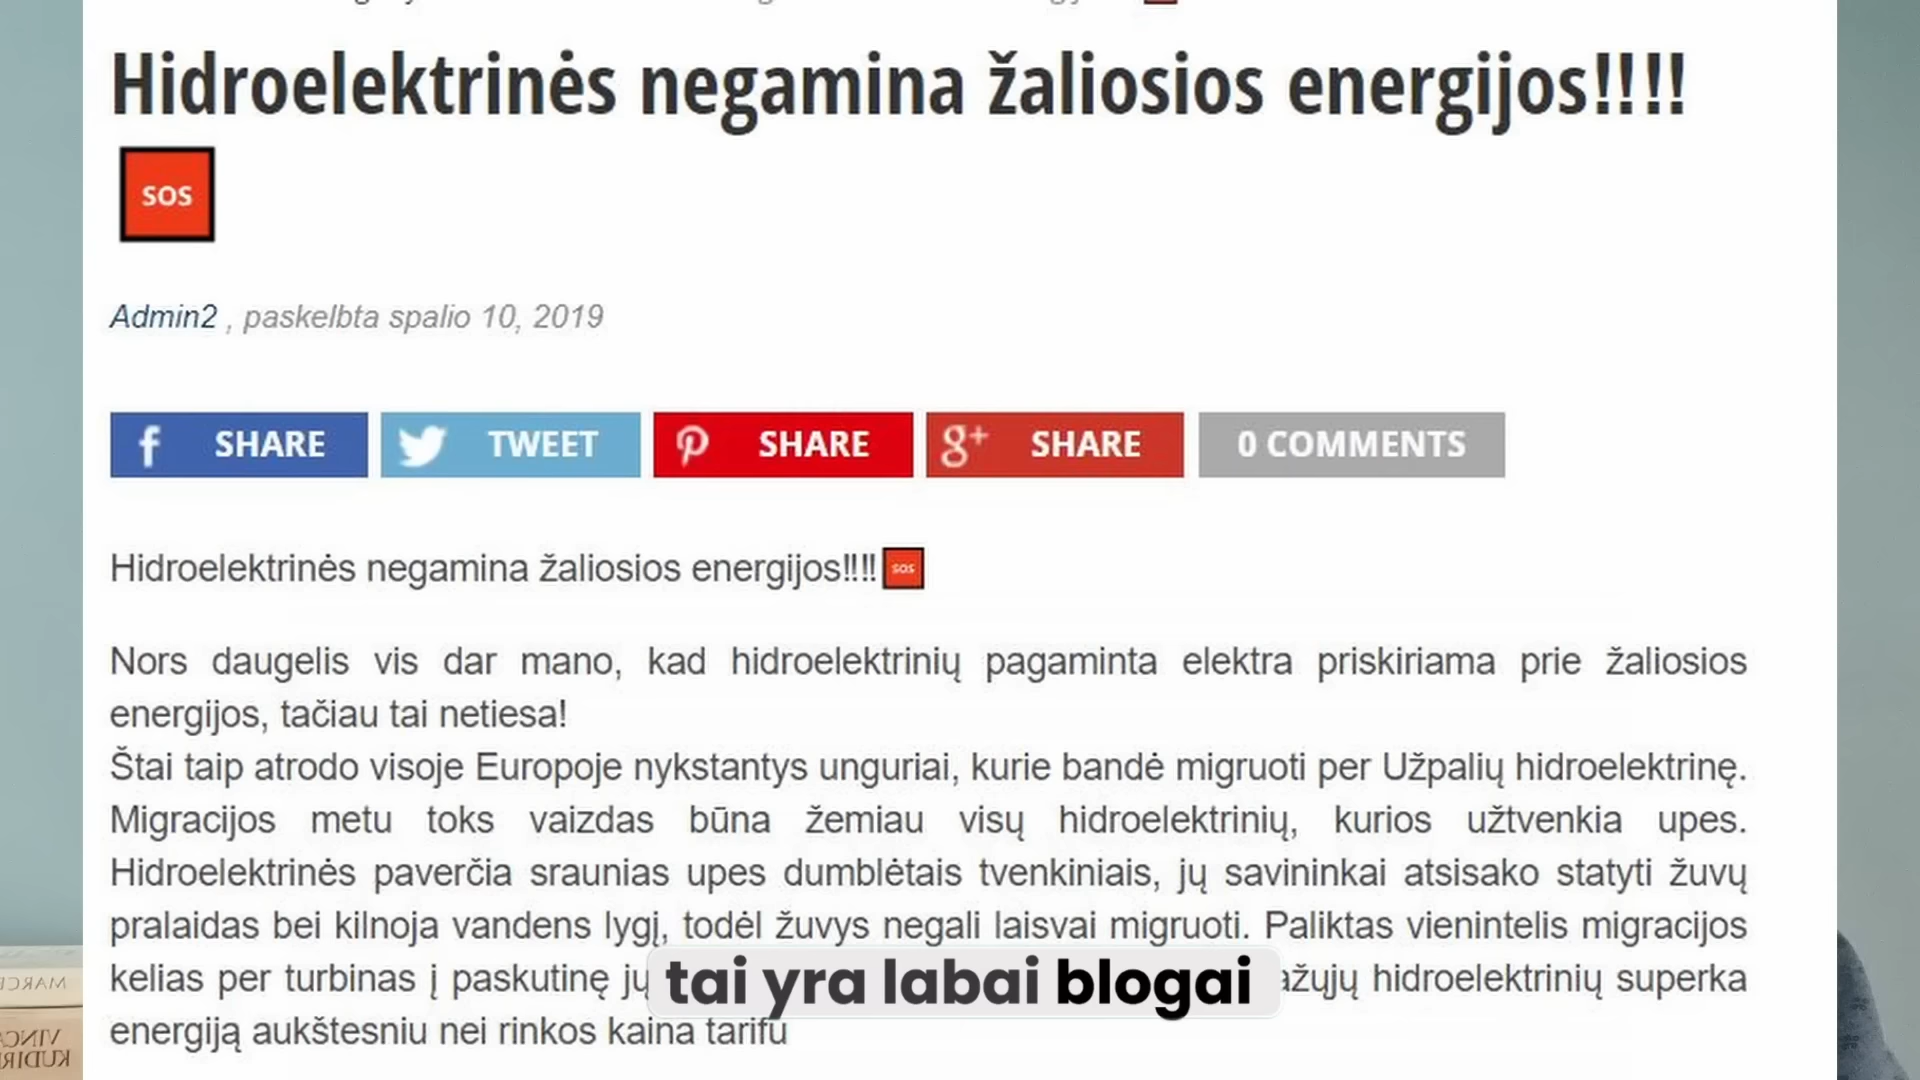 Hidroelektrinės negamina žaliosios energijos!!!!
SOS
Admin2 , paskelbta spalio 10, 2019
f SHARE
TWEET
SHARE
g+ SHARE
0 COMMENTS
Hidroelektrinės negamina žaliosios energijos!!!! SOS
Nors daugelis vis dar mano, kad hidroelektrinių pagaminta elektra priskiriama prie žaliosios
energijos, tačiau tai netiesa!
Štai taip atrodo visoje Europoje nykstantys unguriai, kurie bandė migruoti per Užpalių hidroelektrinę.
Migracijos metu toks vaizdas būna žemiau visų hidroelektrinių, kurios užtvenkia upes.
Hidroelektrinės paverčia sraunias upes dumblėtais tvenkiniais, jų savininkai atsisako statyti žuvų
pralaidas bei kilnoja vandens lygį, todėl žuvys negali laisvai migruoti. Paliktas vienintelis migracijos
kelias per turbinas į paskutinę jų hidroelektrinių superka
energiją aukštesniu nei rinkos kaina tarifu
tai yra labai blogai